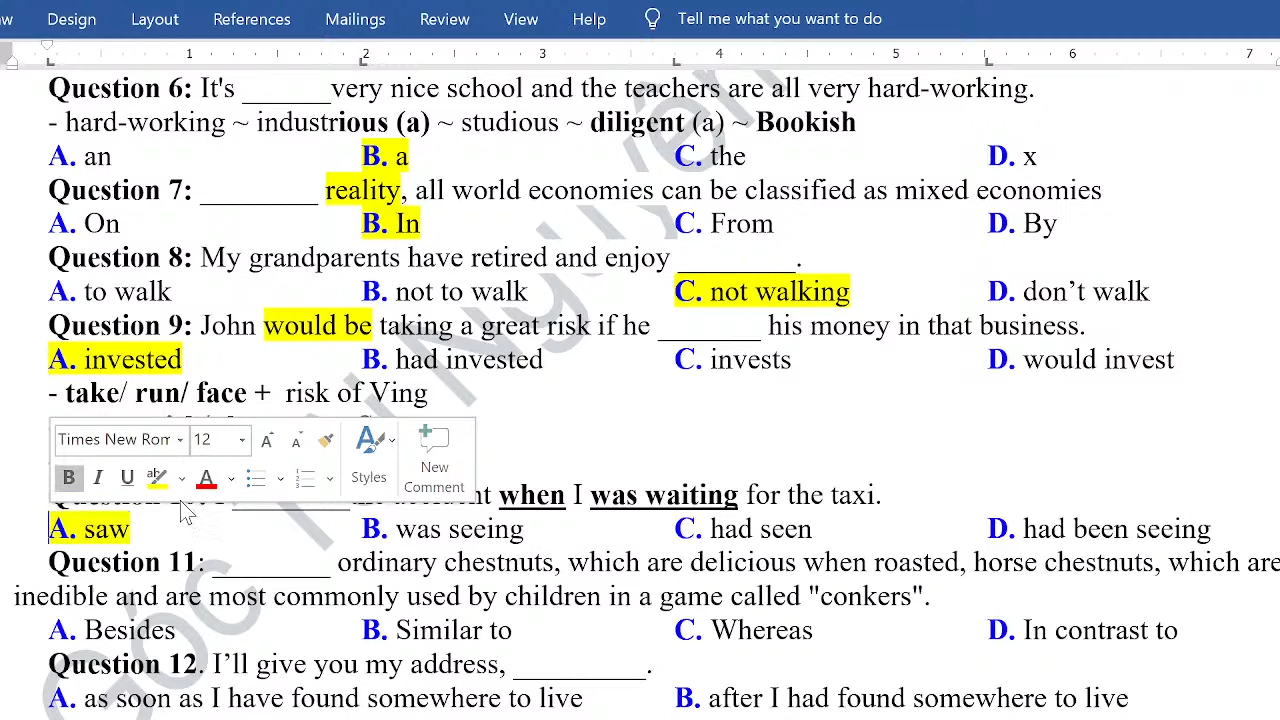 Design Layout References Mailings Review View Help Tell me what you want to do
1 2 3 4 5 6 7
Question 6: It's ______very nice school and the teachers are all very hard-working.
- hard-working ~ industrious (a) ~ studious ~ diligent (a) ~ Bookish
A. an B. a C. the D. x
Question 7: ________ reality, all world economies can be classified as mixed economies
A. On B. In C. From D. By
Question 8: My grandparents have retired and enjoy ________.
A. to walk B. not to walk C. not walking D. don’t walk
Question 9: John would be taking a great risk if he _______ his money in that business.
A. invested B. had invested C. invests D. would invest
- take/ run/ face + risk of Ving
Times New Rom 12
Styles New Comment
when I was waiting for the taxi.
A. saw B. was seeing C. had seen D. had been seeing
Question 11: ________ ordinary chestnuts, which are delicious when roasted, horse chestnuts, which are
inedible and are most commonly used by children in a game called "conkers".
A. Besides B. Similar to C. Whereas D. In contrast to
Question 12. I’ll give you my address, _________.
A. as soon as I have found somewhere to live B. after I had found somewhere to live